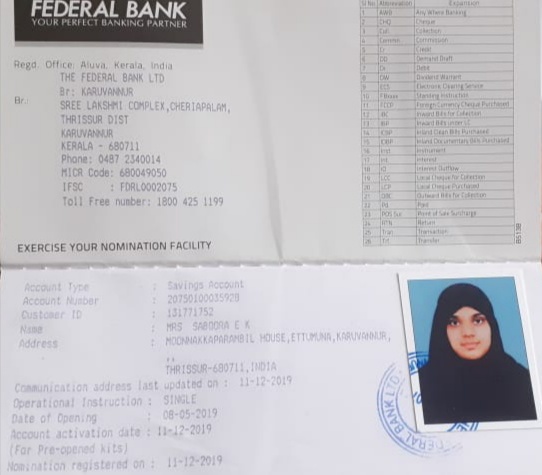 FEDERAL BANK
YOUR PERFECT BANKING PARTNER
Regd. Office: Aluva, Kerala, India
THE FEDERAL BANK LTD
Br: KARUVANNUR
Br.:
SREE LAKSHMI COMPLEX,CHERIAPALAM,
THRISSUR DIST
KARUVANNUR
KERALA - 680711
Phone: 0487 2340014
MICR Code: 680049050
IFSC : FDRL0002075
Toll Free number: 1800 425 1199
EXERCISE YOUR NOMINATION FACILITY
Sl No. Abbreviation Expansion
1 AWB Any Where Banking
2 CHQ Cheque
3 Coll Collection
4 Commn Commission
5 Cr Credit
6 DD Demand Draft
7 Dr Debit
8 DW Dividend Warrant
9 ECS Electronic Clearing Service
10 Standing Instruction
11 FCCP Foreign Currency Cheque Purchased
12 IBC Inward Bills for Collection
13 Inward Bills under LC
14 Inland Clean Bills Purchased
15 Inland Documentary Bills Purchased
16 Inst Instrument
17 Int Interest
18 IO Interest Outflow
19 LCC Local Cheque for Collection
20 LCP Local Cheque Purchased
21 OBC Outward Bills for Collection
22 Pd Paid
23 POS Sur Point of Sale Surcharge
24 RTN Return
25 Tran Transaction
26 Trf Transfer
Account Type : Savings Account
Account Number : 20750100035928
Customer ID : 131771752
Name : MRS SABOORA E K
Address : MOONNAKKAPARAMBIL HOUSE,ETTUMUNA,KARUVANNUR,
,,
THRISSUR-680711,INDIA
Communication address last updated on : 11-12-2019
Operational Instruction : SINGLE
Date of Opening : 08-05-2019
Account activation date : 11-12-2019
(For Pre-opened kits)
Nomination registered on : 11-12-2019
FEDERAL BANK LTD